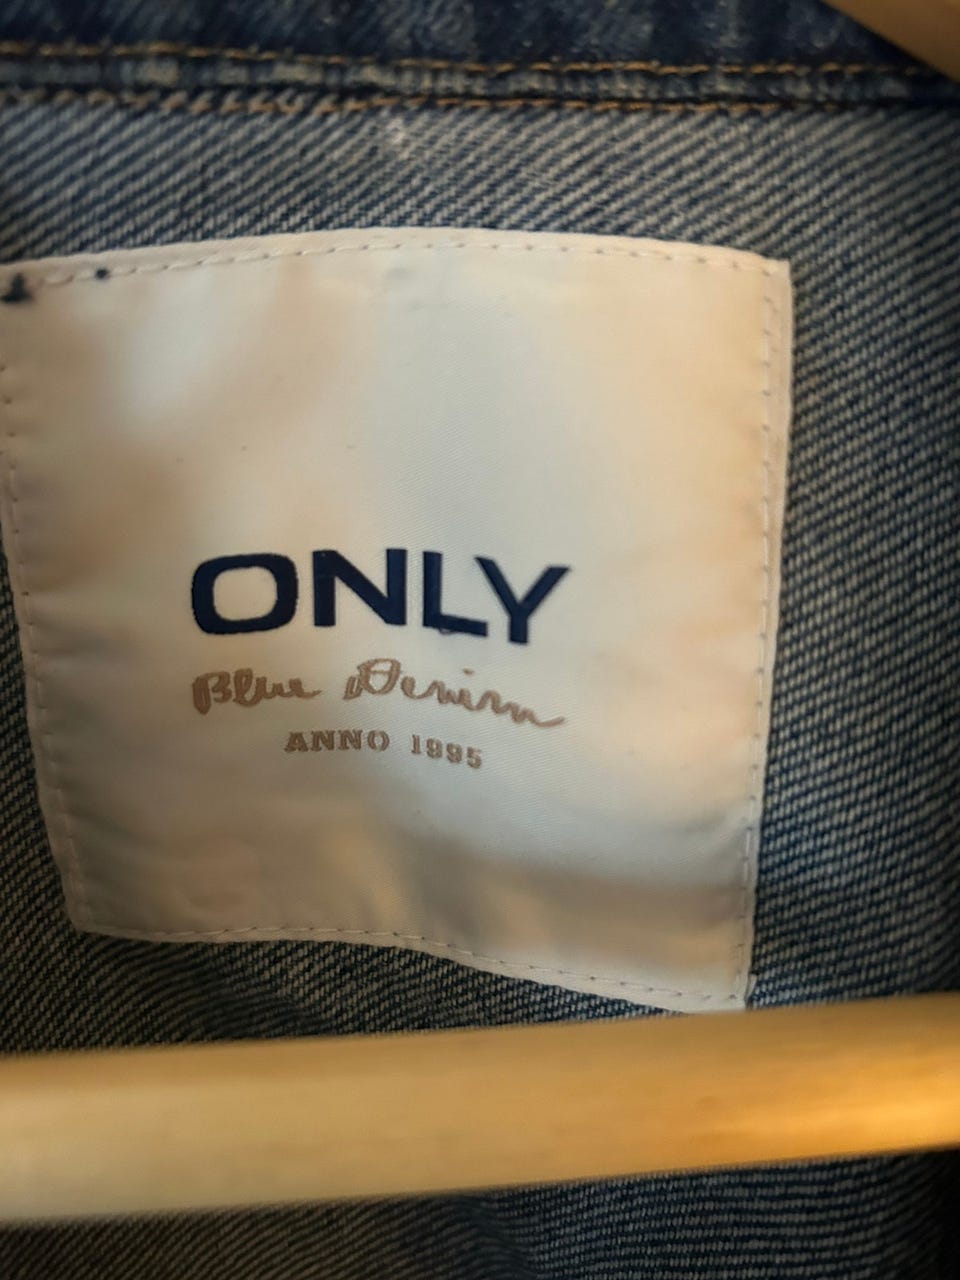 ONLY
Blue Denim
ANNO 1995